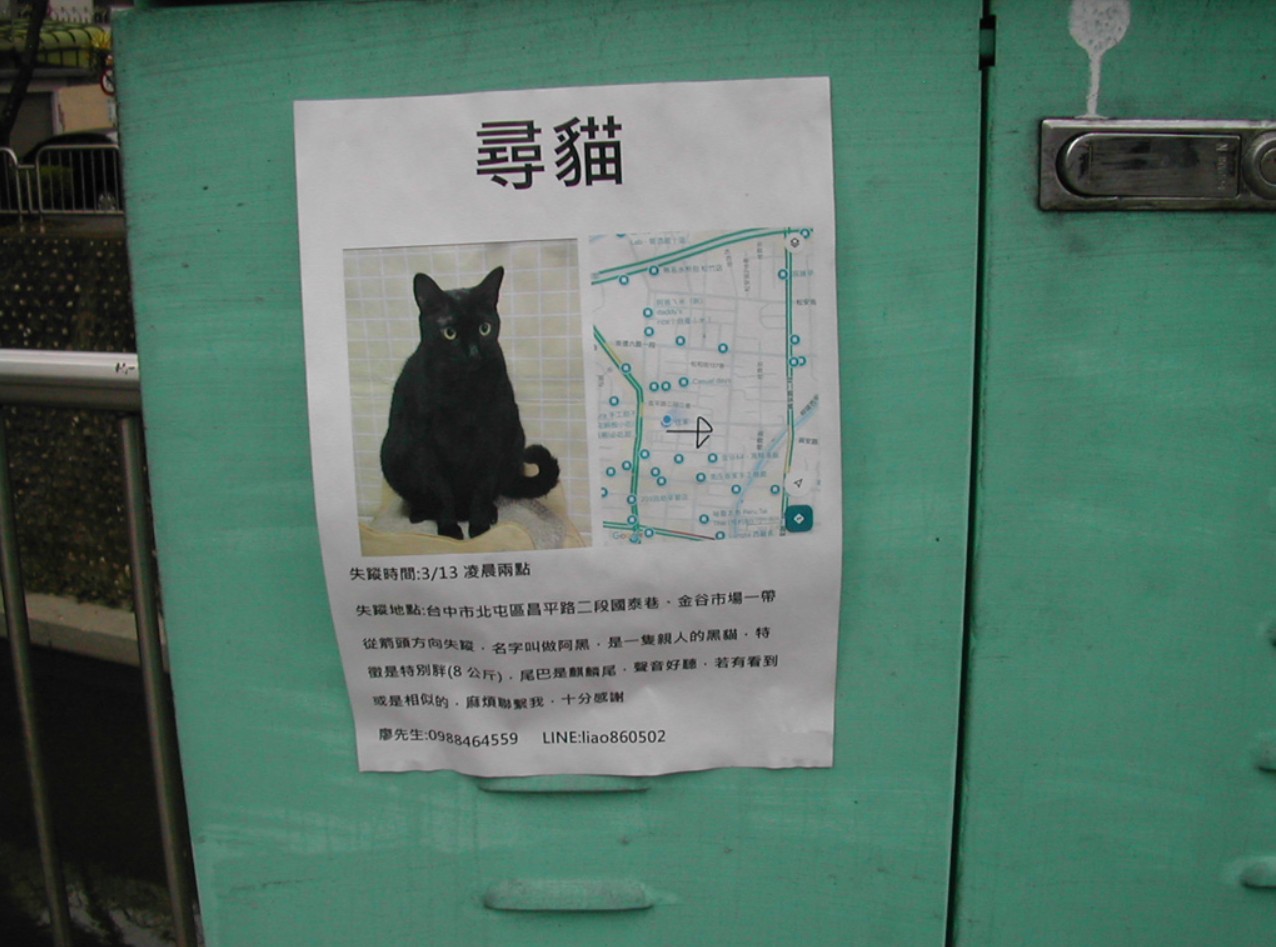 尋貓
失蹤時間:3/13 凌晨兩點
失蹤地點:台中市北屯區昌平路二段國泰巷、金谷市場一帶
從箭頭方向失蹤，名字叫做阿黑，是一隻親人的黑貓，特
徵是特別胖(8 公斤)，尾巴是麒麟尾，聲音好聽，若有看到
或是相似的，麻煩聯繫我，十分感謝
廖先生:0988464559 LINE:liao860502